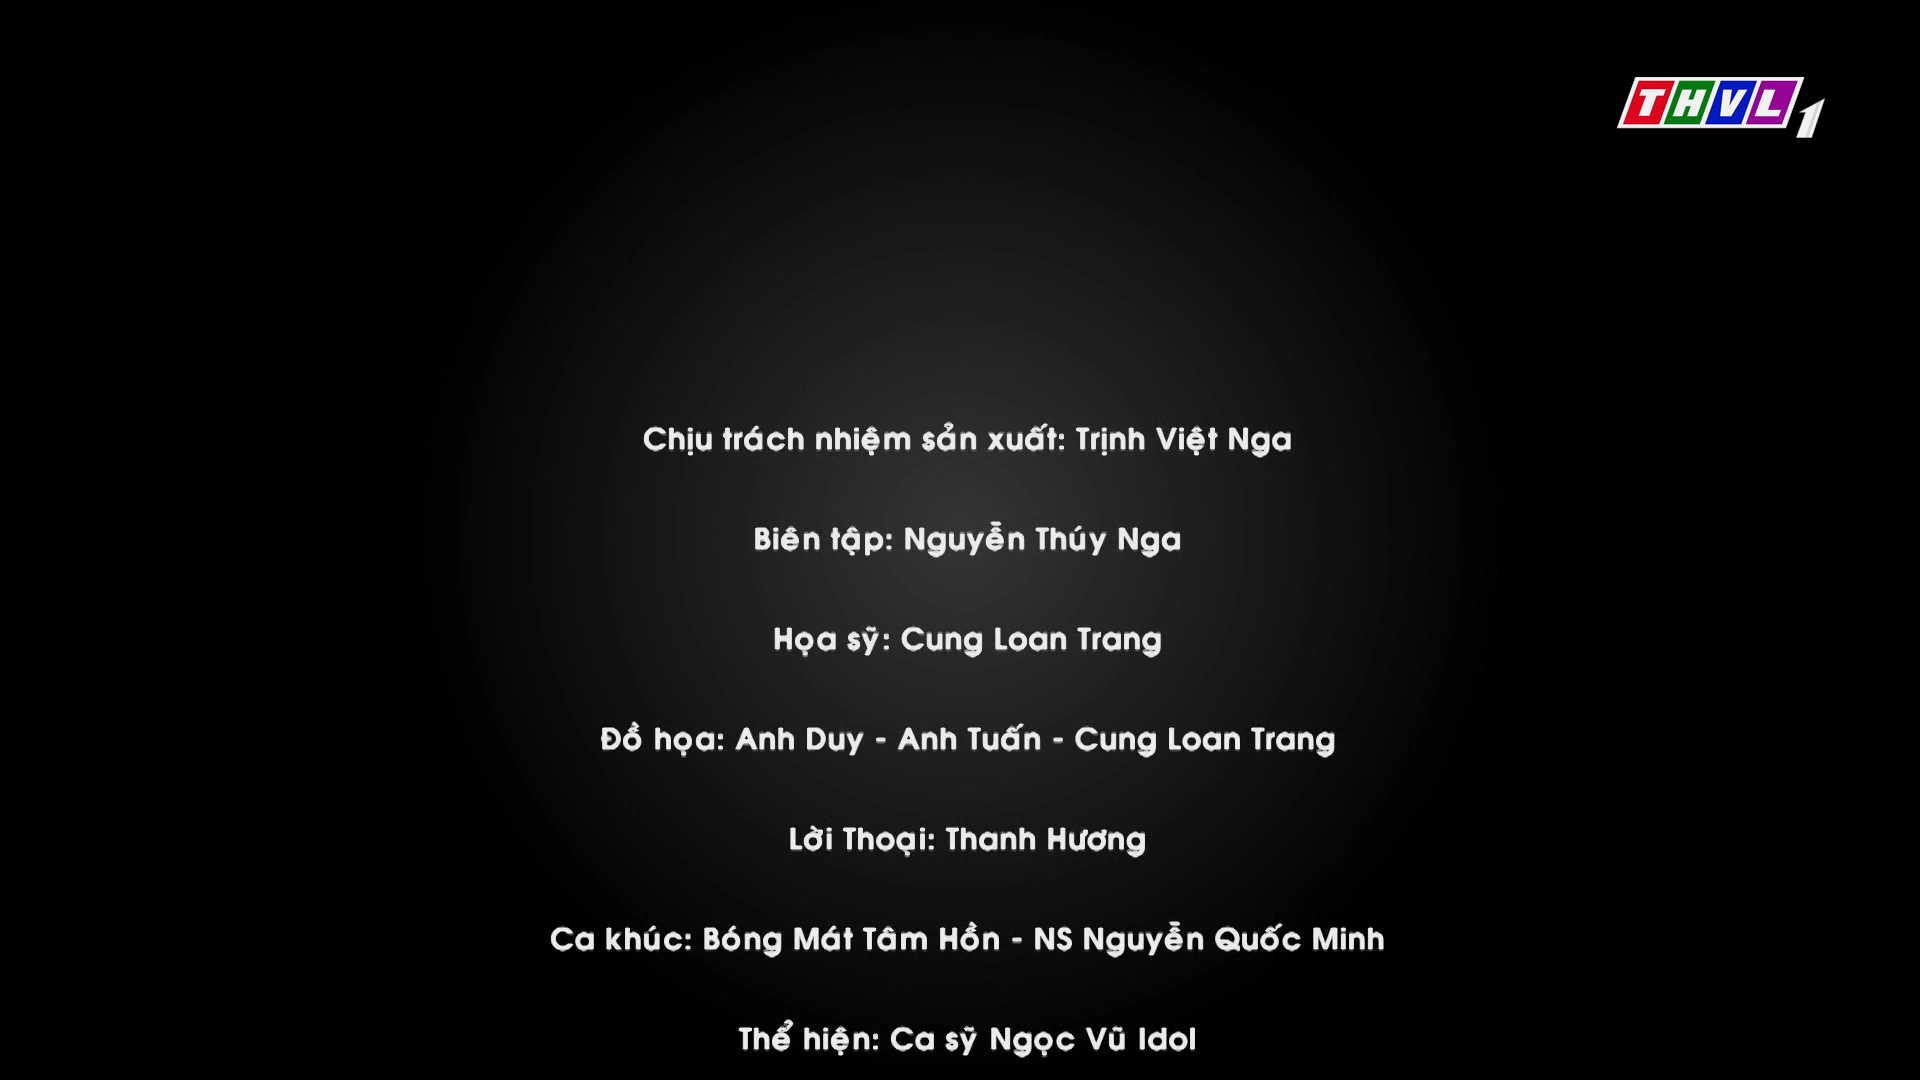 THVL1
Chịu trách nhiệm sản xuất: Trịnh Việt Nga
Biên tập: Nguyễn Thúy Nga
Họa sỹ: Cung Loan Trang
Đồ họa: Anh Duy - Anh Tuấn - Cung Loan Trang
Lời Thoại: Thanh Hương
Ca khúc: Bóng Mát Tâm Hồn - NS Nguyễn Quốc Minh
Thể hiện: Ca sỹ Ngọc Vũ Idol